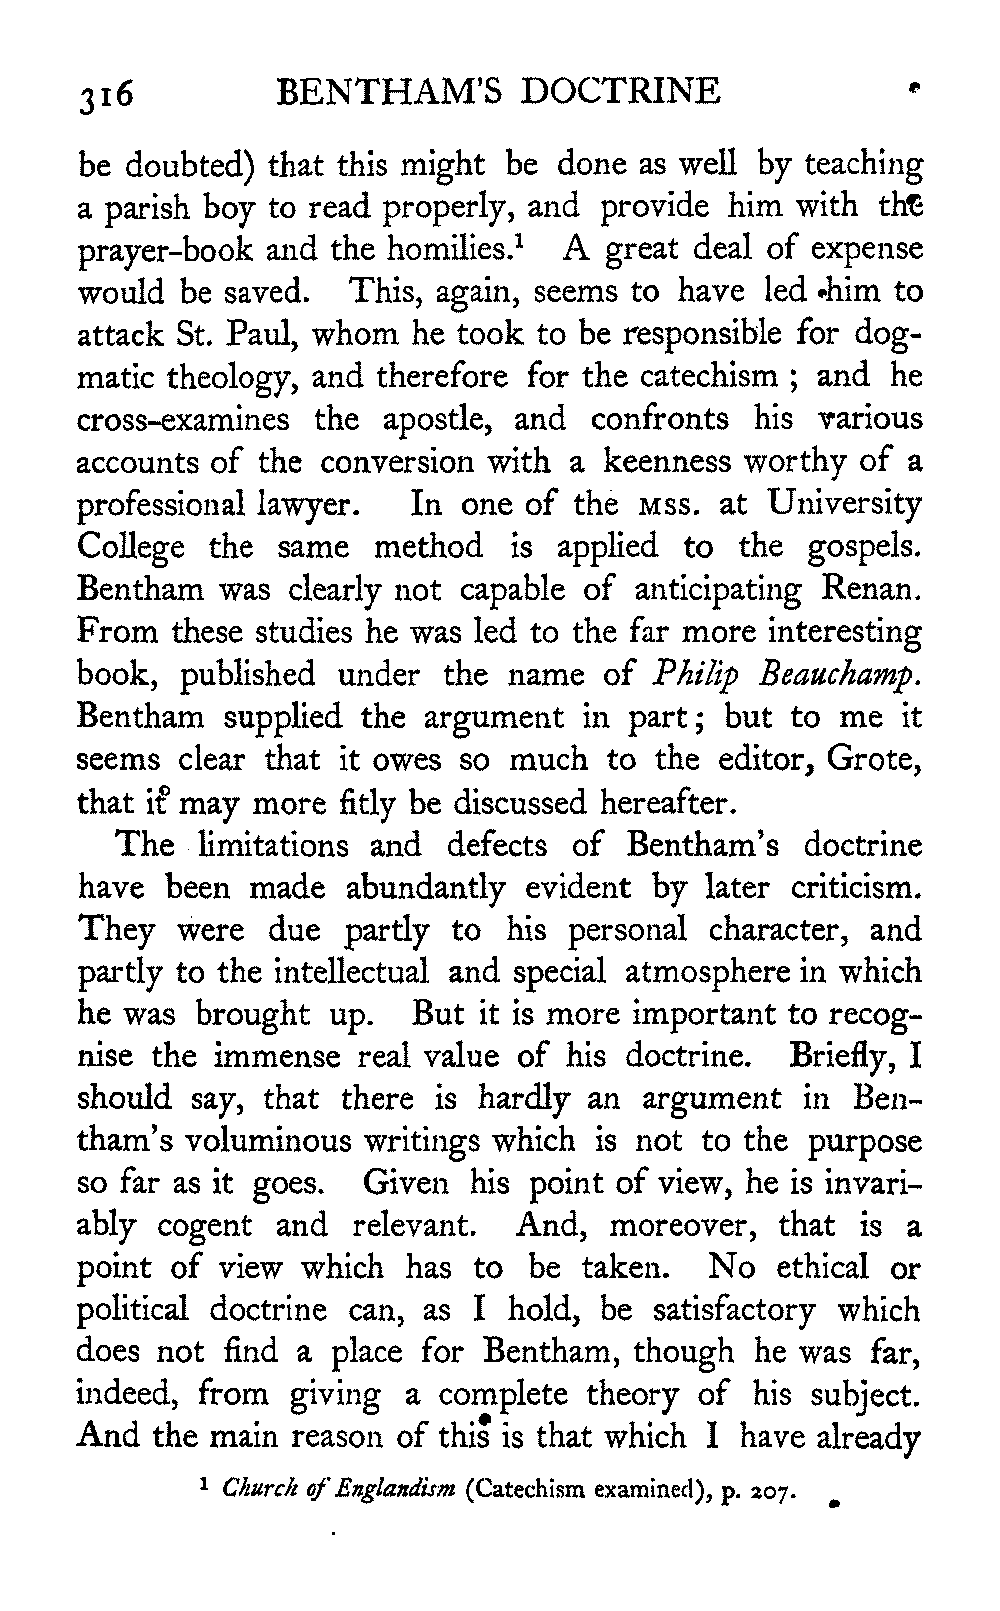 316 BENTHAM'S DOCTRINE
be doubted) that this might be done as well by teaching
a parish boy to read properly, and provide him with the
prayer-book and the homilies.¹ A great deal of expense
would be saved. This, again, seems to have led him to
attack St. Paul, whom he took to be responsible for dog-
matic theology, and therefore for the catechism ; and he
cross-examines the apostle, and confronts his various
accounts of the conversion with a keenness worthy of a
professional lawyer. In one of the MSS. at University
College the same method is applied to the gospels.
Bentham was clearly not capable of anticipating Renan.
From these studies he was led to the far more interesting
book, published under the name of Philip Beauchamp.
Bentham supplied the argument in part; but to me it
seems clear that it owes so much to the editor, Grote,
that it may more fitly be discussed hereafter.
The limitations and defects of Bentham's doctrine
have been made abundantly evident by later criticism.
They were due partly to his personal character, and
partly to the intellectual and special atmosphere in which
he was brought up. But it is more important to recog-
nise the immense real value of his doctrine. Briefly, I
should say, that there is hardly an argument in Ben-
tham's voluminous writings which is not to the purpose
so far as it goes. Given his point of view, he is invari-
ably cogent and relevant. And, moreover, that is a
point of view which has to be taken. No ethical or
political doctrine can, as I hold, be satisfactory which
does not find a place for Bentham, though he was far,
indeed, from giving a complete theory of his subject.
And the main reason of this is that which I have already
¹ Church of Englandism (Catechism examined), p. 207.